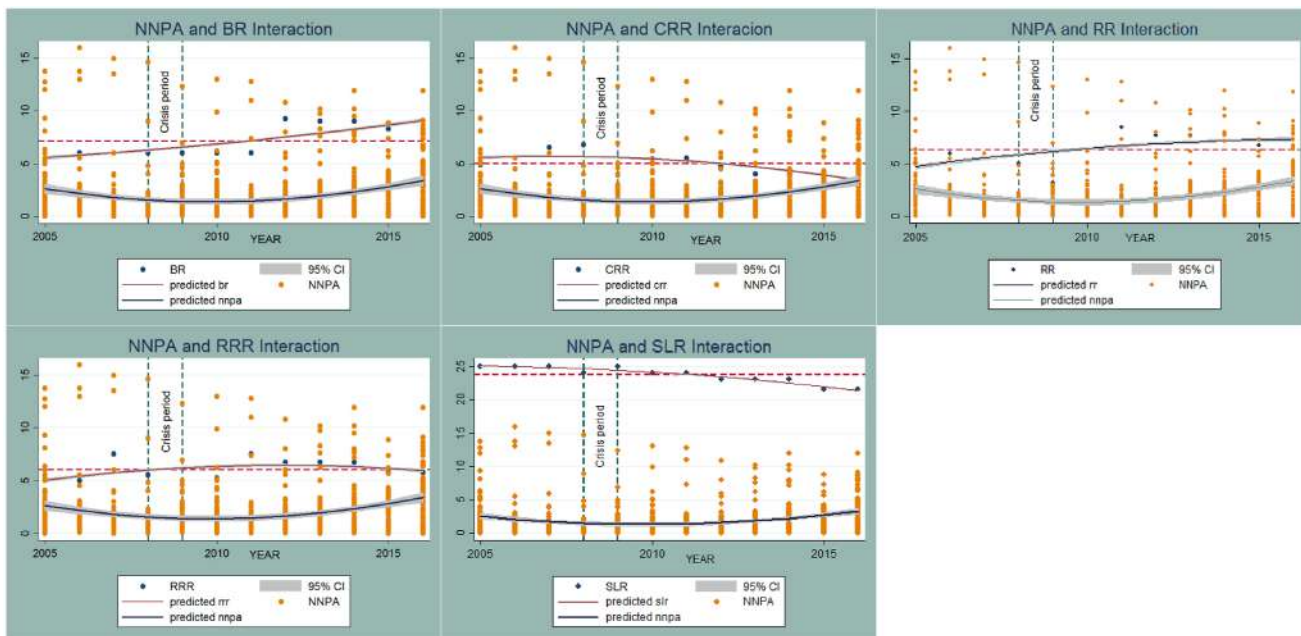 NNPA and BR Interaction
15
10
5
0
Crisis period
2005
2010
2015
YEAR
BR
95% CI
predicted br
NNPA
predicted nnpa
NNPA and CRR Interacion
15
10
5
0
Crisis period
2005
2010
2015
YEAR
CRR
95% CI
predicted crr
NNPA
predicted nnpa
NNPA and RR Interaction
15
10
5
0
Crisis period
2005
2010
2015
YEAR
RR
95% CI
predicted rr
NNPA
predicted nnpa
NNPA and RRR Interaction
15
10
5
0
Crisis period
2005
2010
2015
YEAR
RRR
95% CI
predicted rrr
NNPA
predicted nnpa
NNPA and SLR Interaction
25
20
15
10
5
0
Crisis period
2005
2010
2015
YEAR
SLR
95% CI
predicted slr
NNPA
predicted nnpa